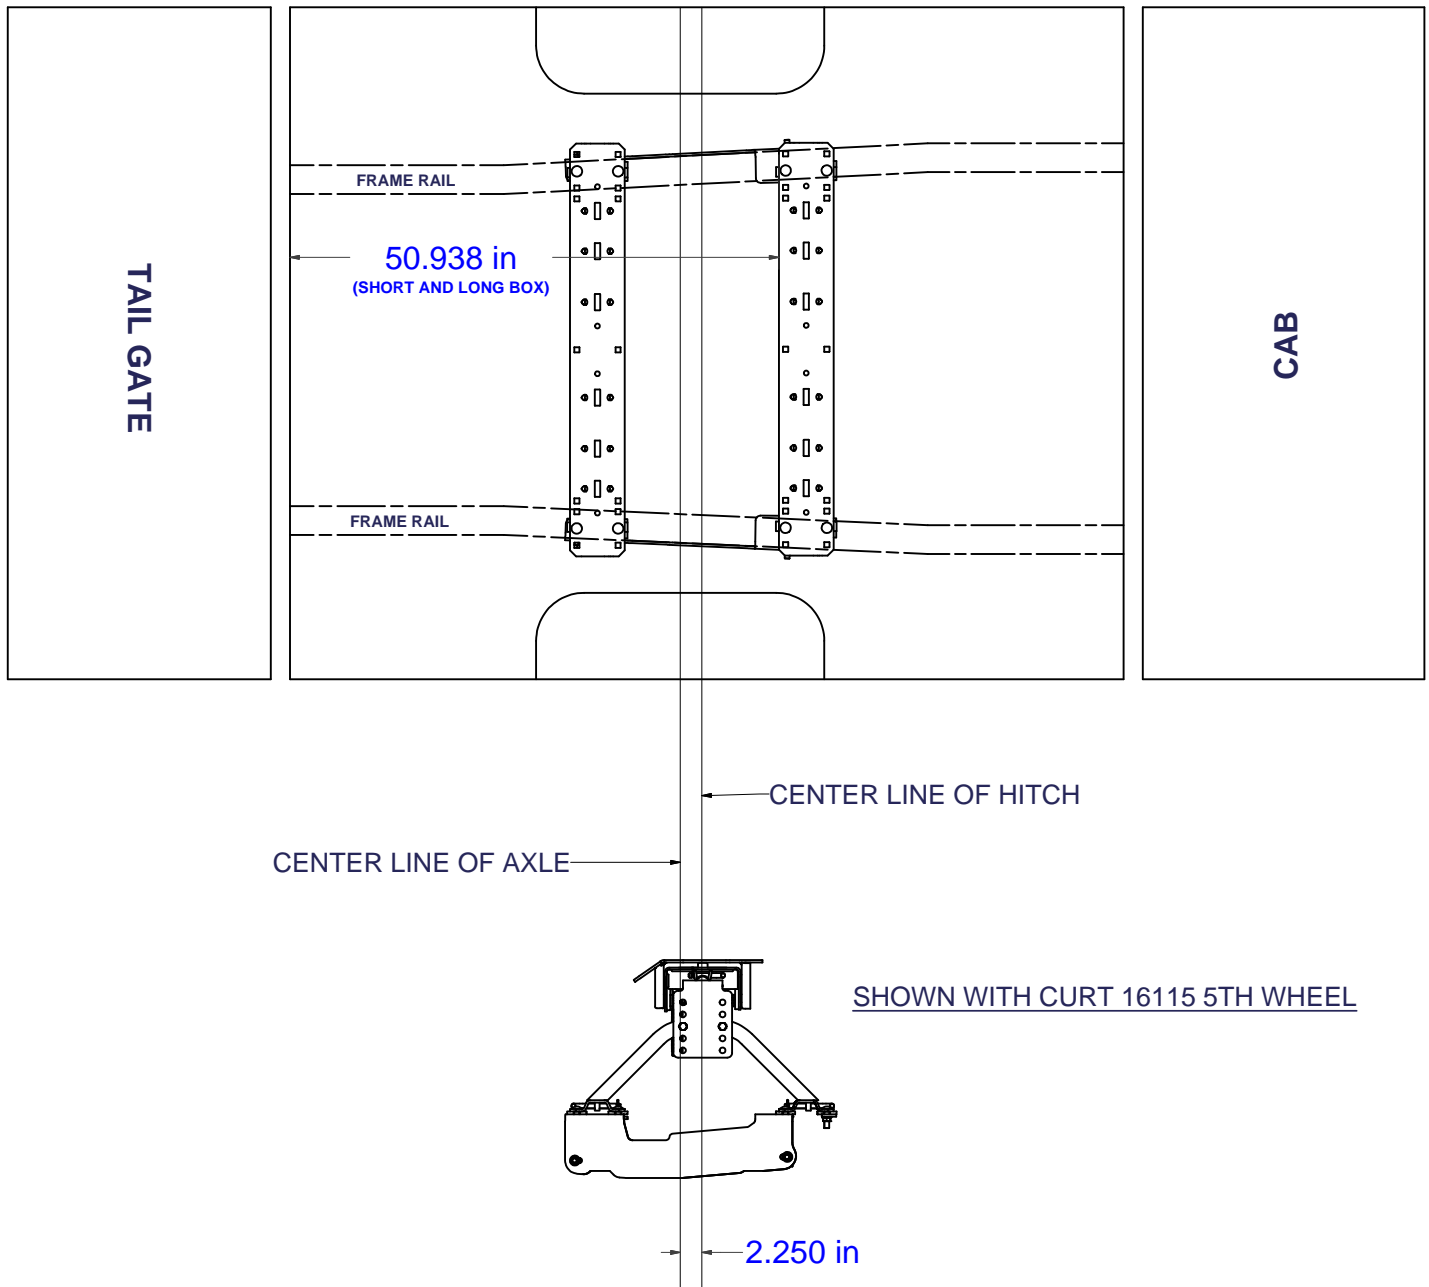 FRAME RAIL
50.938 in
(SHORT AND LONG BOX)
TAIL GATE
CAB
FRAME RAIL
CENTER LINE OF HITCH
CENTER LINE OF AXLE
SHOWN WITH CURT 16115 5TH WHEEL
2.250 in